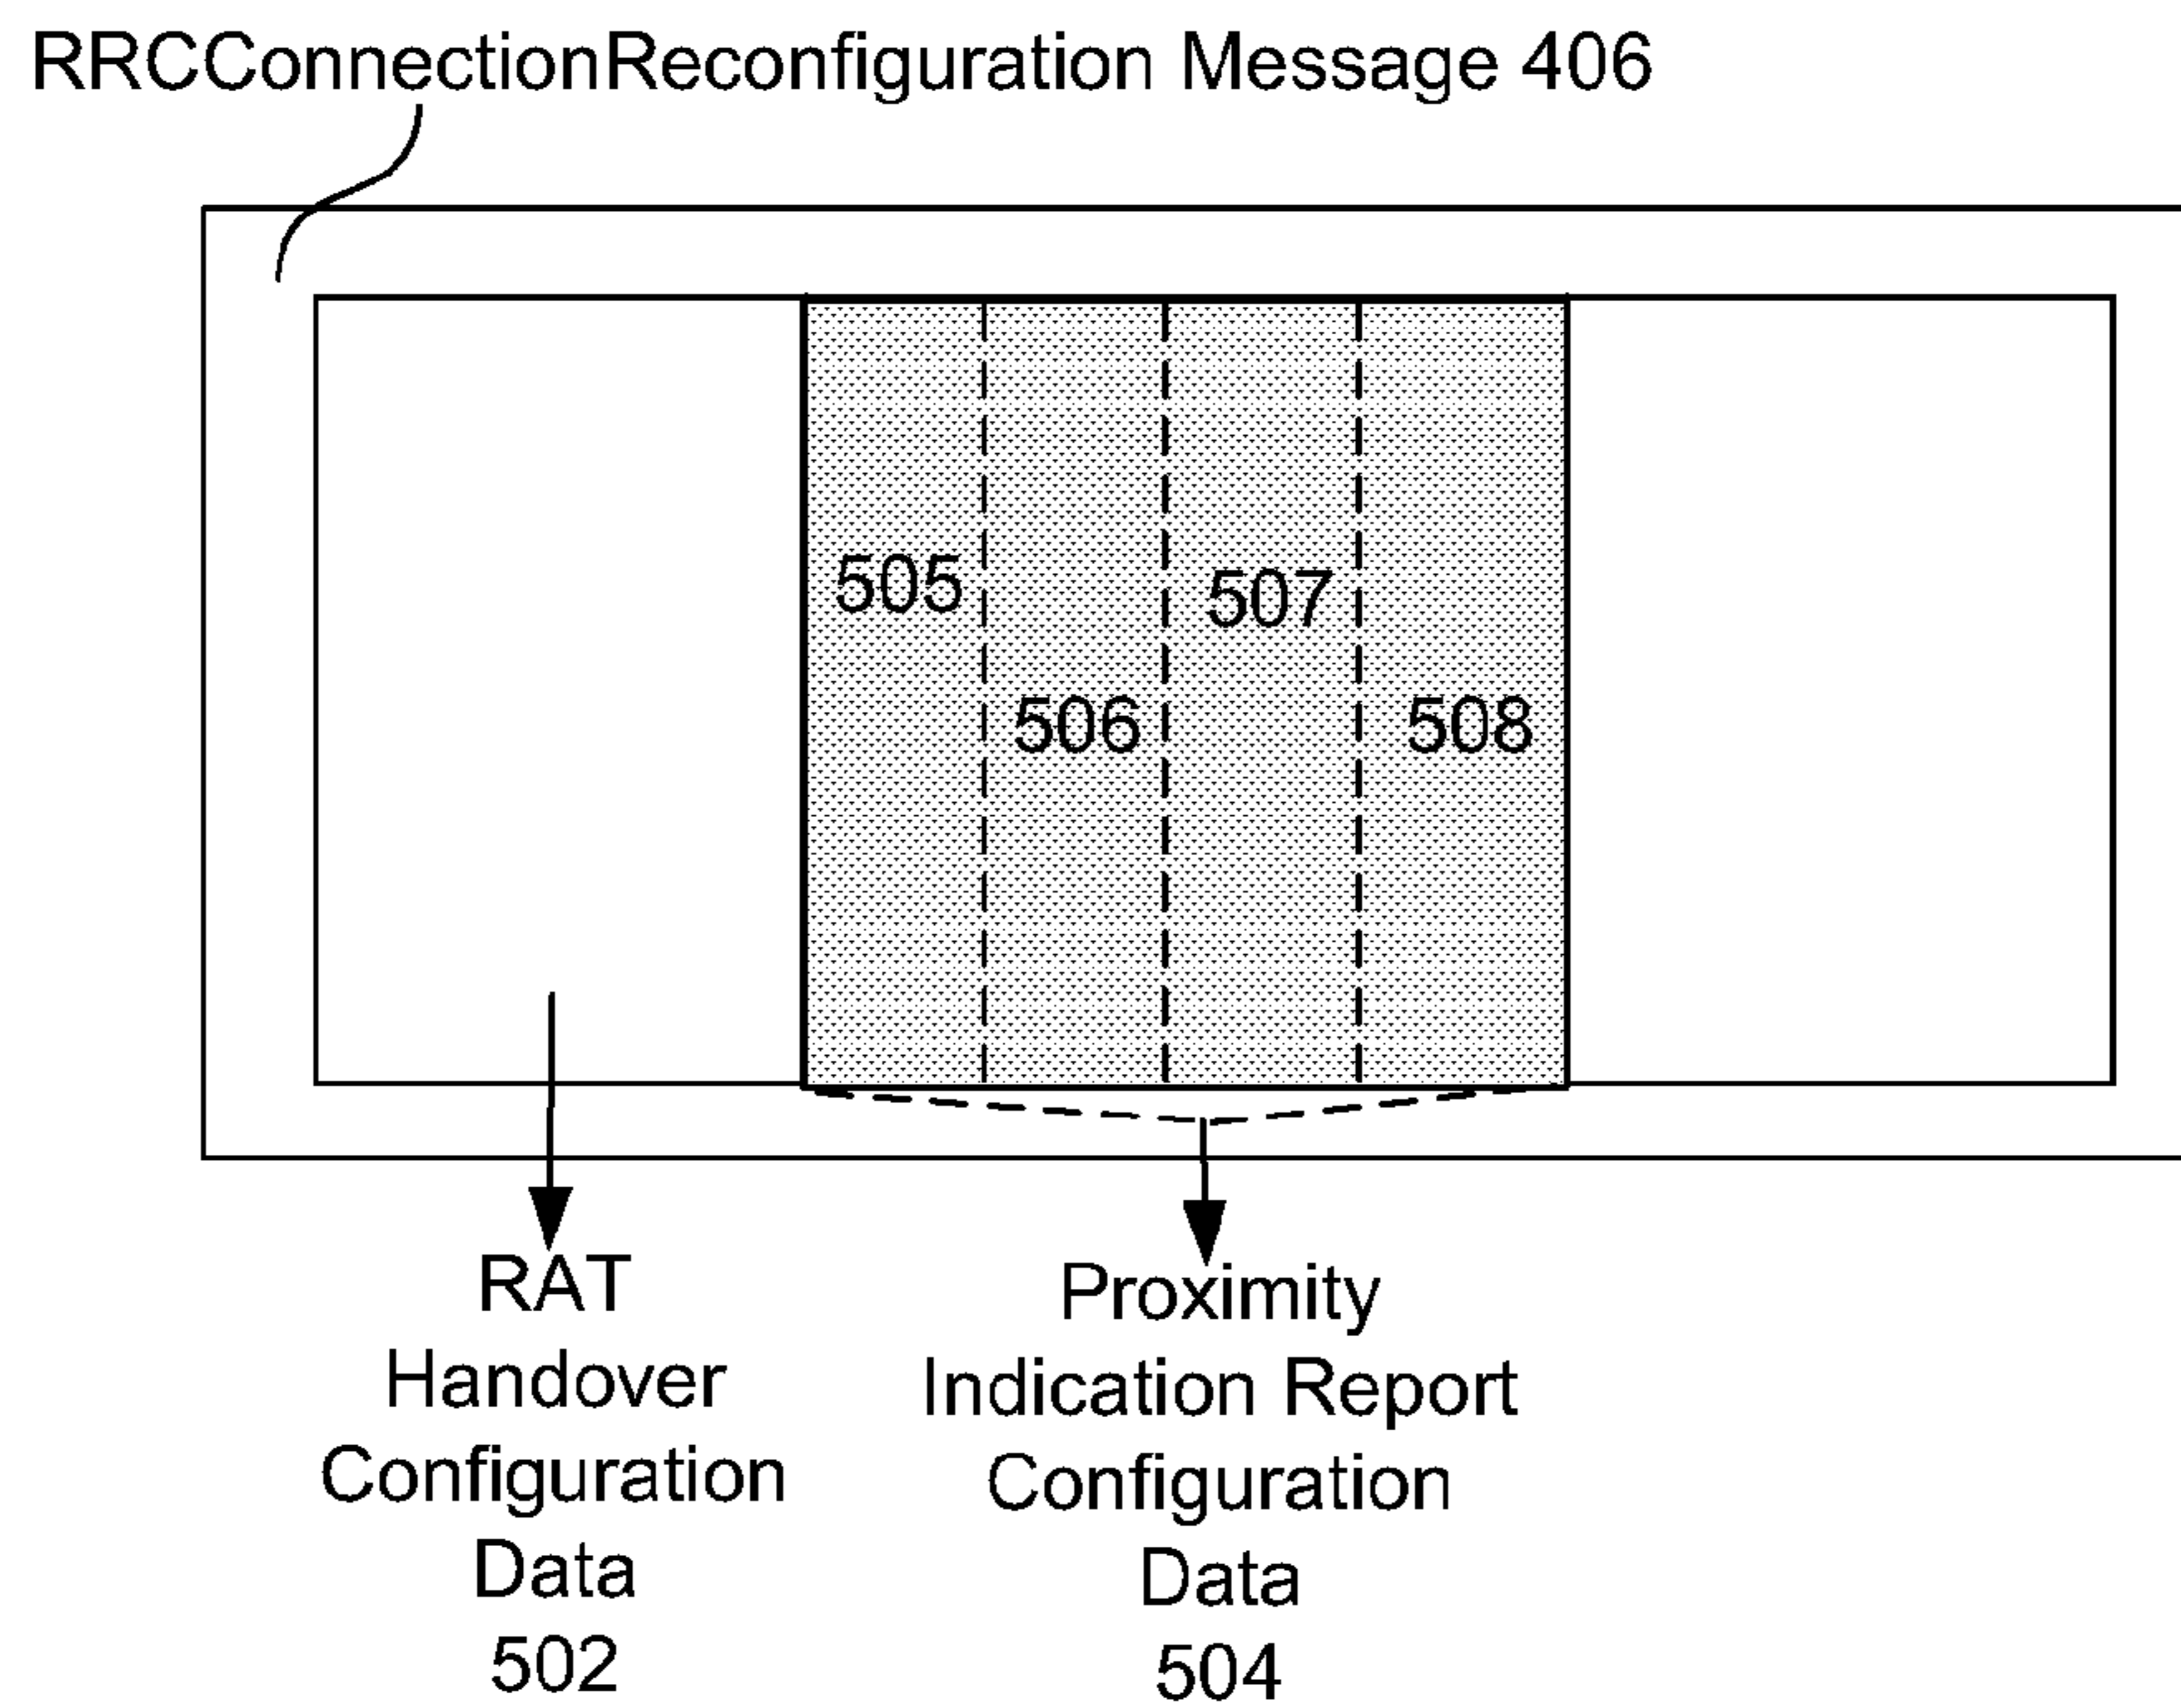 RRCConnectionReconfiguration Message 406
505
507
506
508
RAT
Handover
Configuration
Data
502
Proximity
Indication Report
Configuration
Data
504